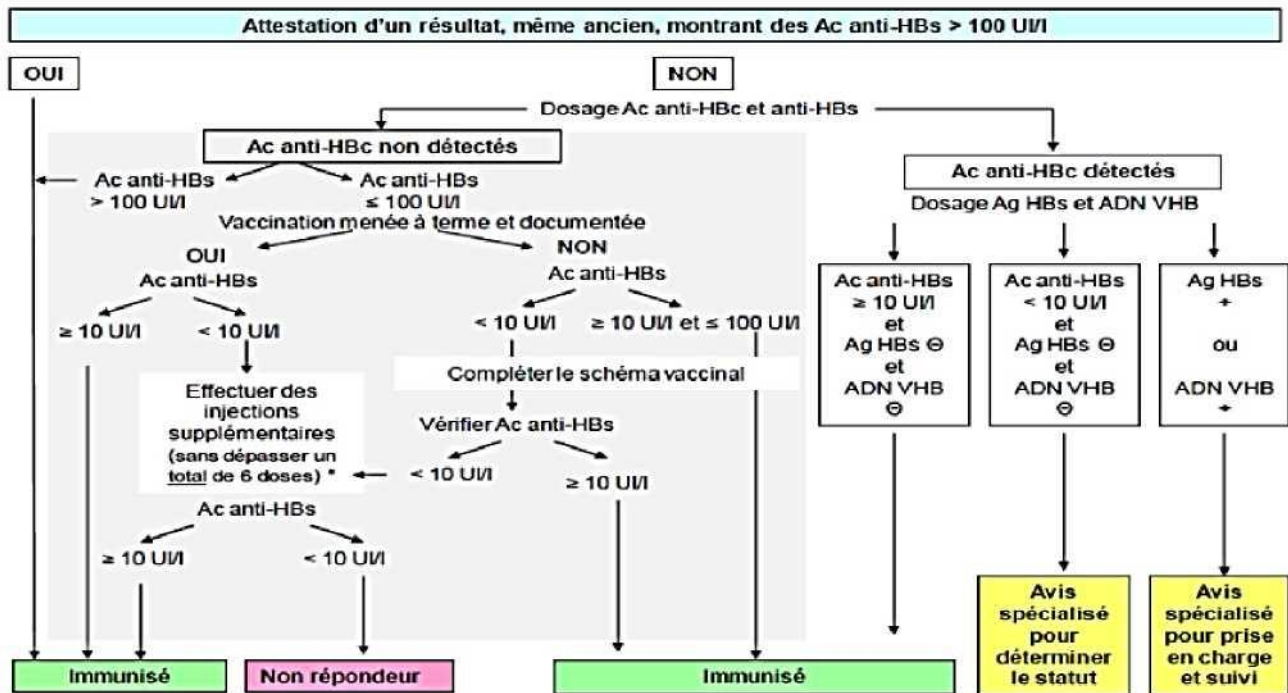 Attestation d'un résultat, même ancien, montrant des Ac anti-HBs > 100 UI/l
OUI
NON
Dosage Ac anti-HBc et anti-HBs
Ac anti-HBc non détectés
Ac anti-HBs
> 100 UI/l
Ac anti-HBs
≤ 100 UI/l
Vaccination menée à terme et documentée
OUI
Ac anti-HBs
≥ 10 UI/l
< 10 UI/l
Effectuer des
injections
supplémentaires
(sans dépasser un
total de 6 doses) *
NON
Ac anti-HBs
< 10 UI/l
≥ 10 UI/l et ≤ 100 UI/l
Compléter le schéma vaccinal
Vérifier Ac anti-HBs
< 10 UI/l
≥ 10 UI/l
Ac anti-HBs
≥ 10 UI/l
< 10 UI/l
Ac anti-HBc détectés
Dosage Ag HBs et ADN VHB
Ac anti-HBs
≥ 10 UI/l
et
Ag HBs ⊖
et
ADN VHB
⊖
Ac anti-HBs
< 10 UI/l
et
Ag HBs ⊖
et
ADN VHB
⊖
Ag HBs
+
ou
ADN VHB
+
Immunisé
Non répondeur
Immunisé
Avis
spécialisé
pour
déterminer
le statut
Avis
spécialisé
pour prise
en charge
et suivi